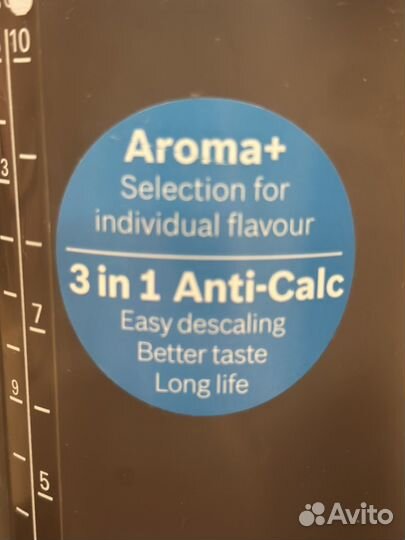 10
3
7
9
5
Aroma+
Selection for
individual flavour
3 in 1 Anti-Calc
Easy descaling
Better taste
Long life
Avito